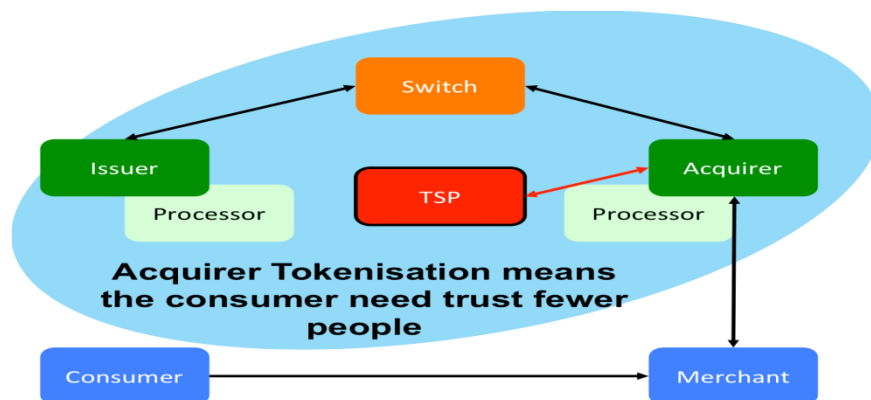 Switch
Issuer
Acquirer
TSP
Processor
Processor
Acquirer Tokenisation means
the consumer need trust fewer
people
Consumer
Merchant